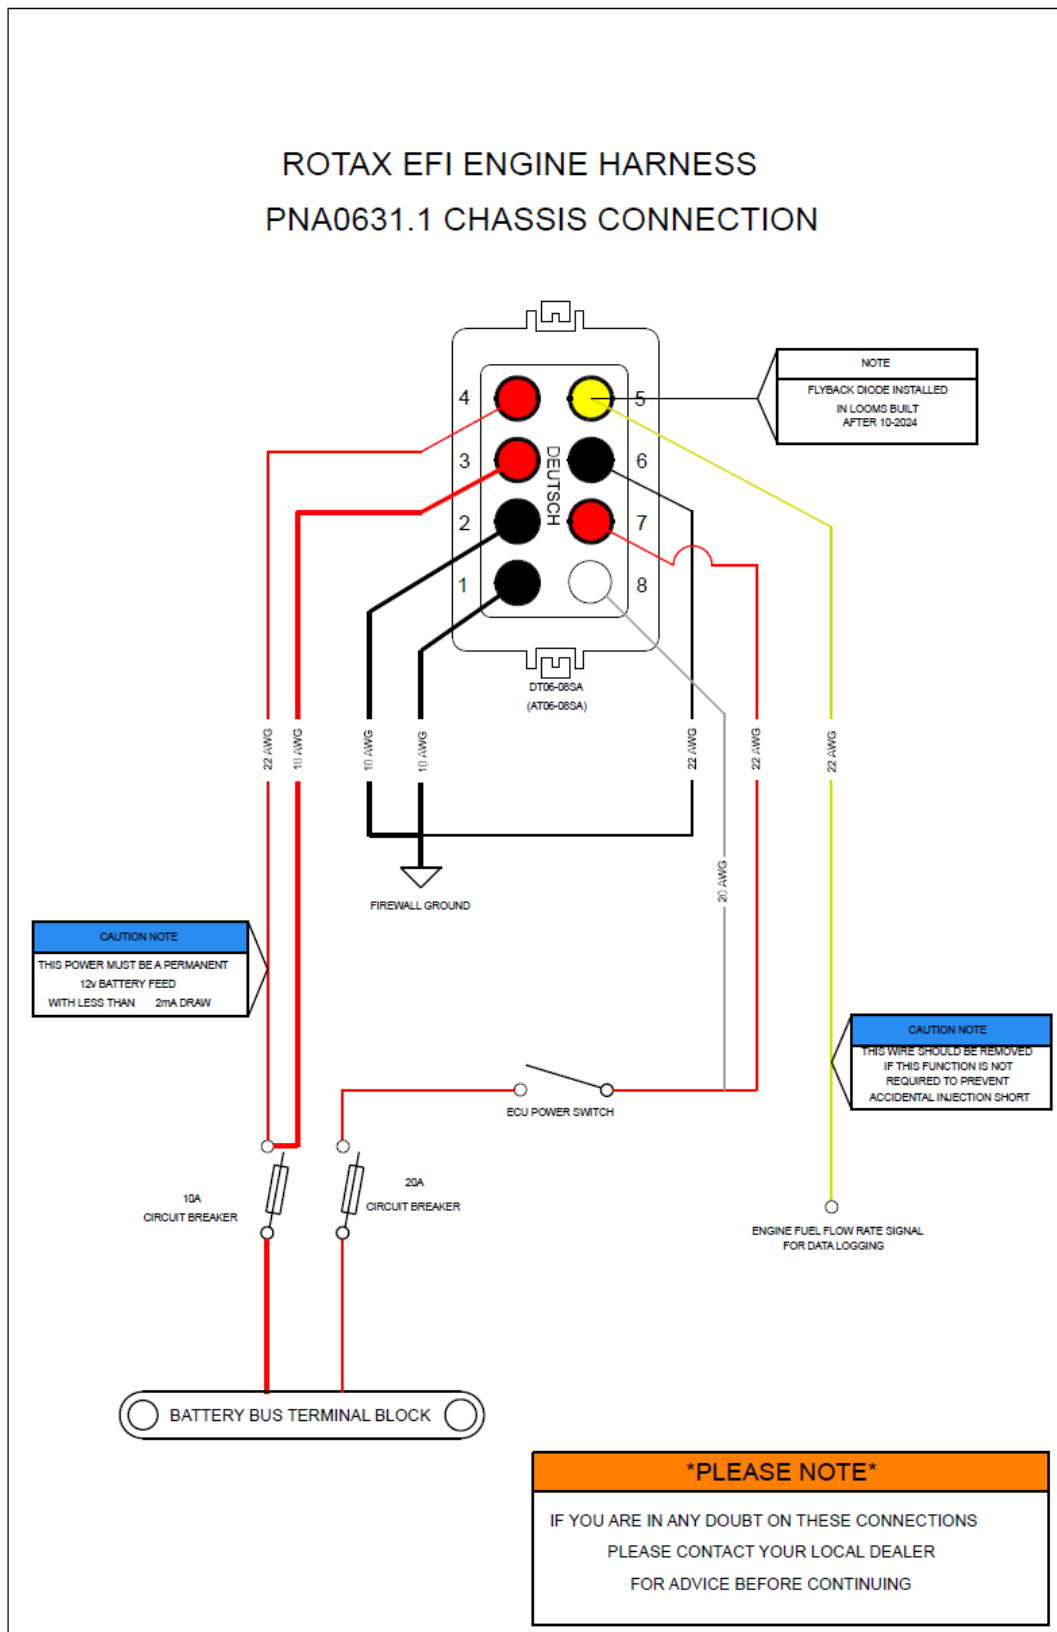 ROTAX EFI ENGINE HARNESS
PNA0631.1 CHASSIS CONNECTION
NOTE
FLYBACK DIODE INSTALLED
IN LOOMS BUILT
AFTER 10-2024
4
5
3
6
2
7
1
8
DEUTSCH
DT06-08SA
(AT06-08SA)
22 AWG
18 AWG
18 AWG
18 AWG
22 AWG
22 AWG
22 AWG
20 AWG
FIREWALL GROUND
CAUTION NOTE
THIS POWER MUST BE A PERMANENT
12v BATTERY FEED
WITH LESS THAN 2mA DRAW
CAUTION NOTE
THIS WIRE SHOULD BE REMOVED
IF THIS FUNCTION IS NOT
REQUIRED TO PREVENT
ACCIDENTAL INJECTION SHORT
ECU POWER SWITCH
10A
CIRCUIT BREAKER
20A
CIRCUIT BREAKER
ENGINE FUEL FLOW RATE SIGNAL
FOR DATA LOGGING
BATTERY BUS TERMINAL BLOCK
*PLEASE NOTE*
IF YOU ARE IN ANY DOUBT ON THESE CONNECTIONS
PLEASE CONTACT YOUR LOCAL DEALER
FOR ADVICE BEFORE CONTINUING